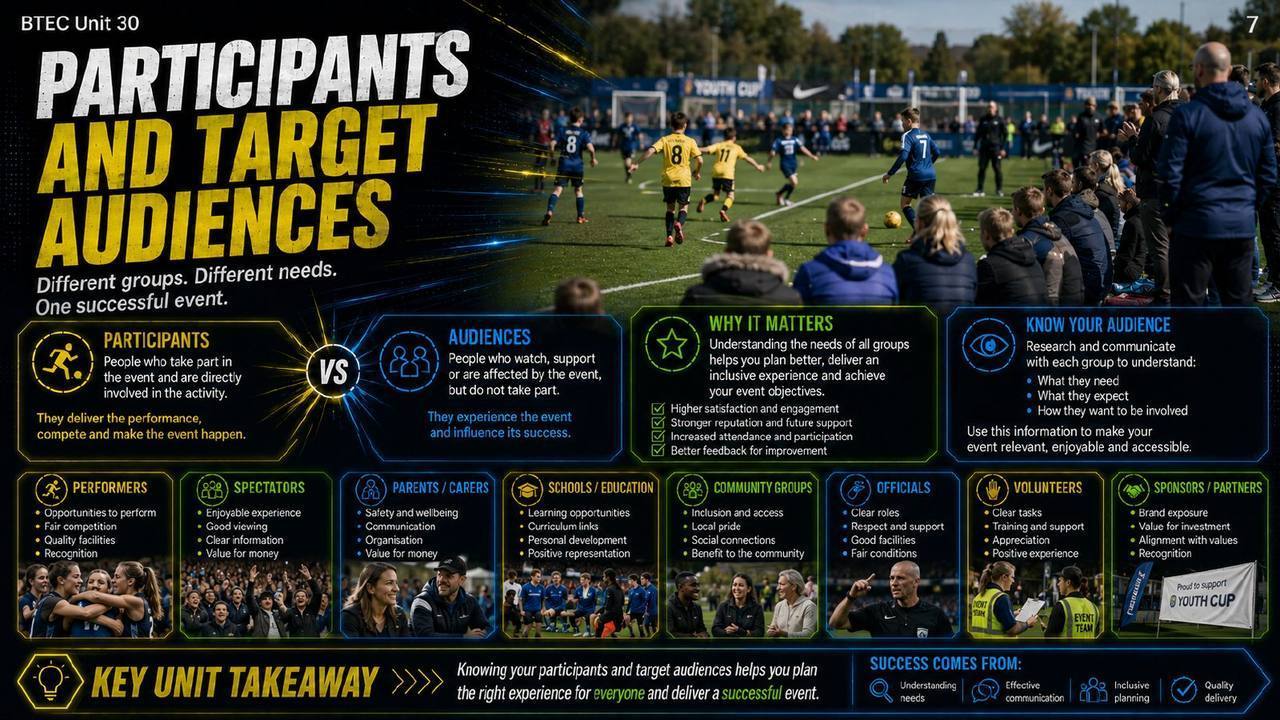 BTEC Unit 30
7
PARTICIPANTS
AND TARGET
AUDIENCES
Different groups. Different needs.
One successful event.
YOUTH CUP
8
8
11
7
PARTICIPANTS
People who take part in
the event and are directly
involved in the activity.
They deliver the performance,
compete and make the event happen.
VS
AUDIENCES
People who watch, support
or are affected by the event,
but do not take part.
They experience the event
and influence its success.
WHY IT MATTERS
Understanding the needs of all groups
helps you plan better, deliver an
inclusive experience and achieve
your event objectives.
Higher satisfaction and engagement
Stronger reputation and future support
Increased attendance and participation
Better feedback for improvement
KNOW YOUR AUDIENCE
Research and communicate
with each group to understand:
• What they need
• What they expect
• How they want to be involved
Use this information to make your
event relevant, enjoyable and accessible.
PERFORMERS
• Opportunities to perform
• Fair competition
• Quality facilities
• Recognition
SPECTATORS
• Enjoyable experience
• Good viewing
• Clear information
• Value for money
PARENTS / CARERS
• Safety and wellbeing
• Communication
• Organisation
• Value for money
SCHOOLS / EDUCATION
• Learning opportunities
• Curriculum links
• Personal development
• Positive representation
COMMUNITY GROUPS
• Inclusion and access
• Local pride
• Social connections
• Benefit to the community
OFFICIALS
• Clear roles
• Respect and support
• Good facilities
• Fair conditions
VOLUNTEERS
• Clear tasks
• Training and support
• Appreciation
• Positive experience
EVENT
TEAM
SPONSORS / PARTNERS
• Brand exposure
• Value for investment
• Alignment with values
• Recognition
Proud to support
YOUTH CUP
KEY UNIT TAKEAWAY
Knowing your participants and target audiences helps you plan
the right experience for everyone and deliver a successful event.
SUCCESS COMES FROM:
Understanding
needs
Effective
communication
Inclusive
planning
Quality
delivery